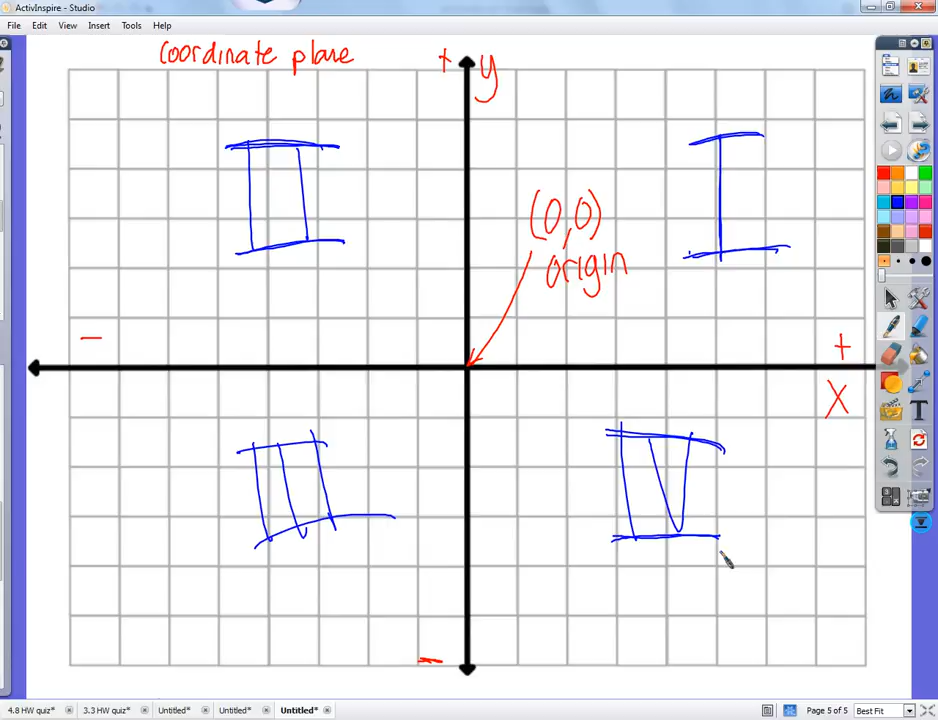 ActivInspire - Studio
File Edit View Insert Tools Help
coordinate plane
+ y
II
I
(0,0)
origin
−
+
X
III
IV
−
4.8 HW quiz* 3.3 HW quiz* Untitled* Untitled* Untitled*
Page 5 of 5 Best Fit